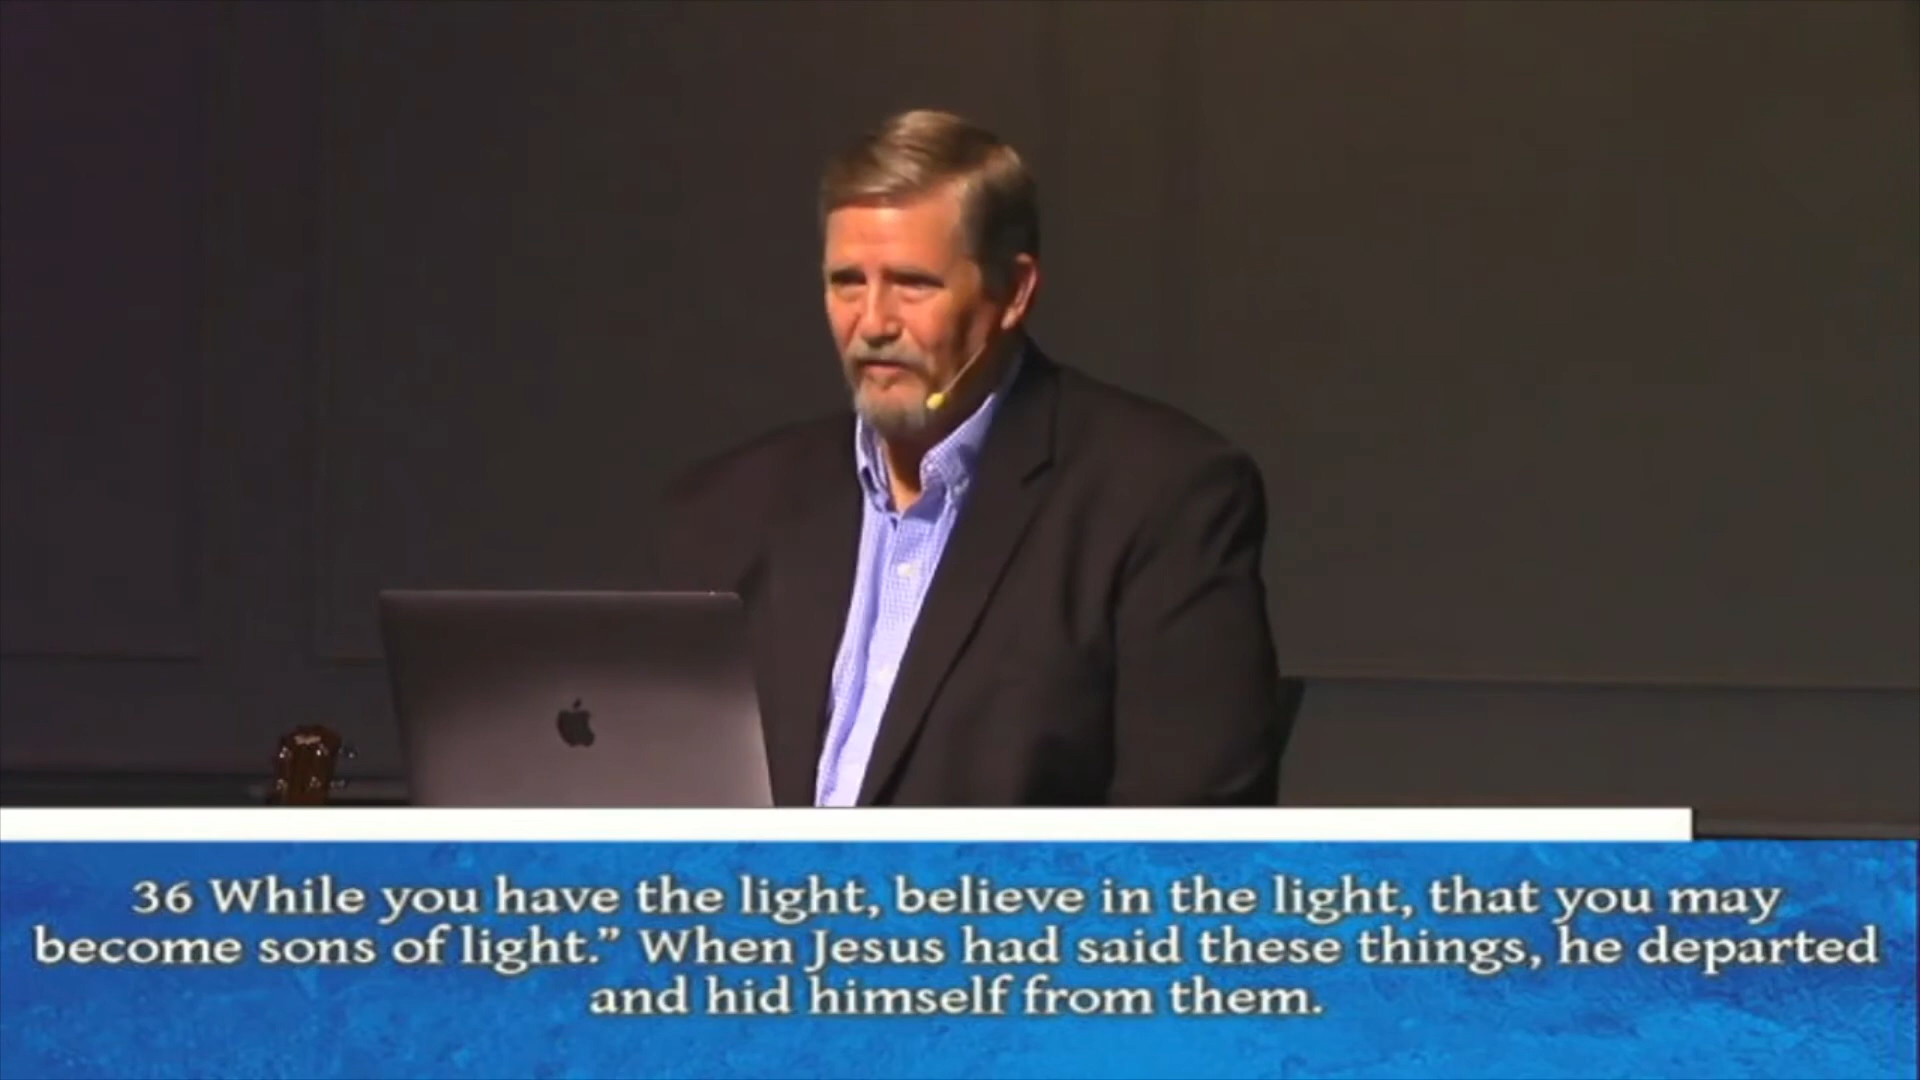 36 While you have the light, believe in the light, that you may
become sons of light.” When Jesus had said these things, he departed
and hid himself from them.